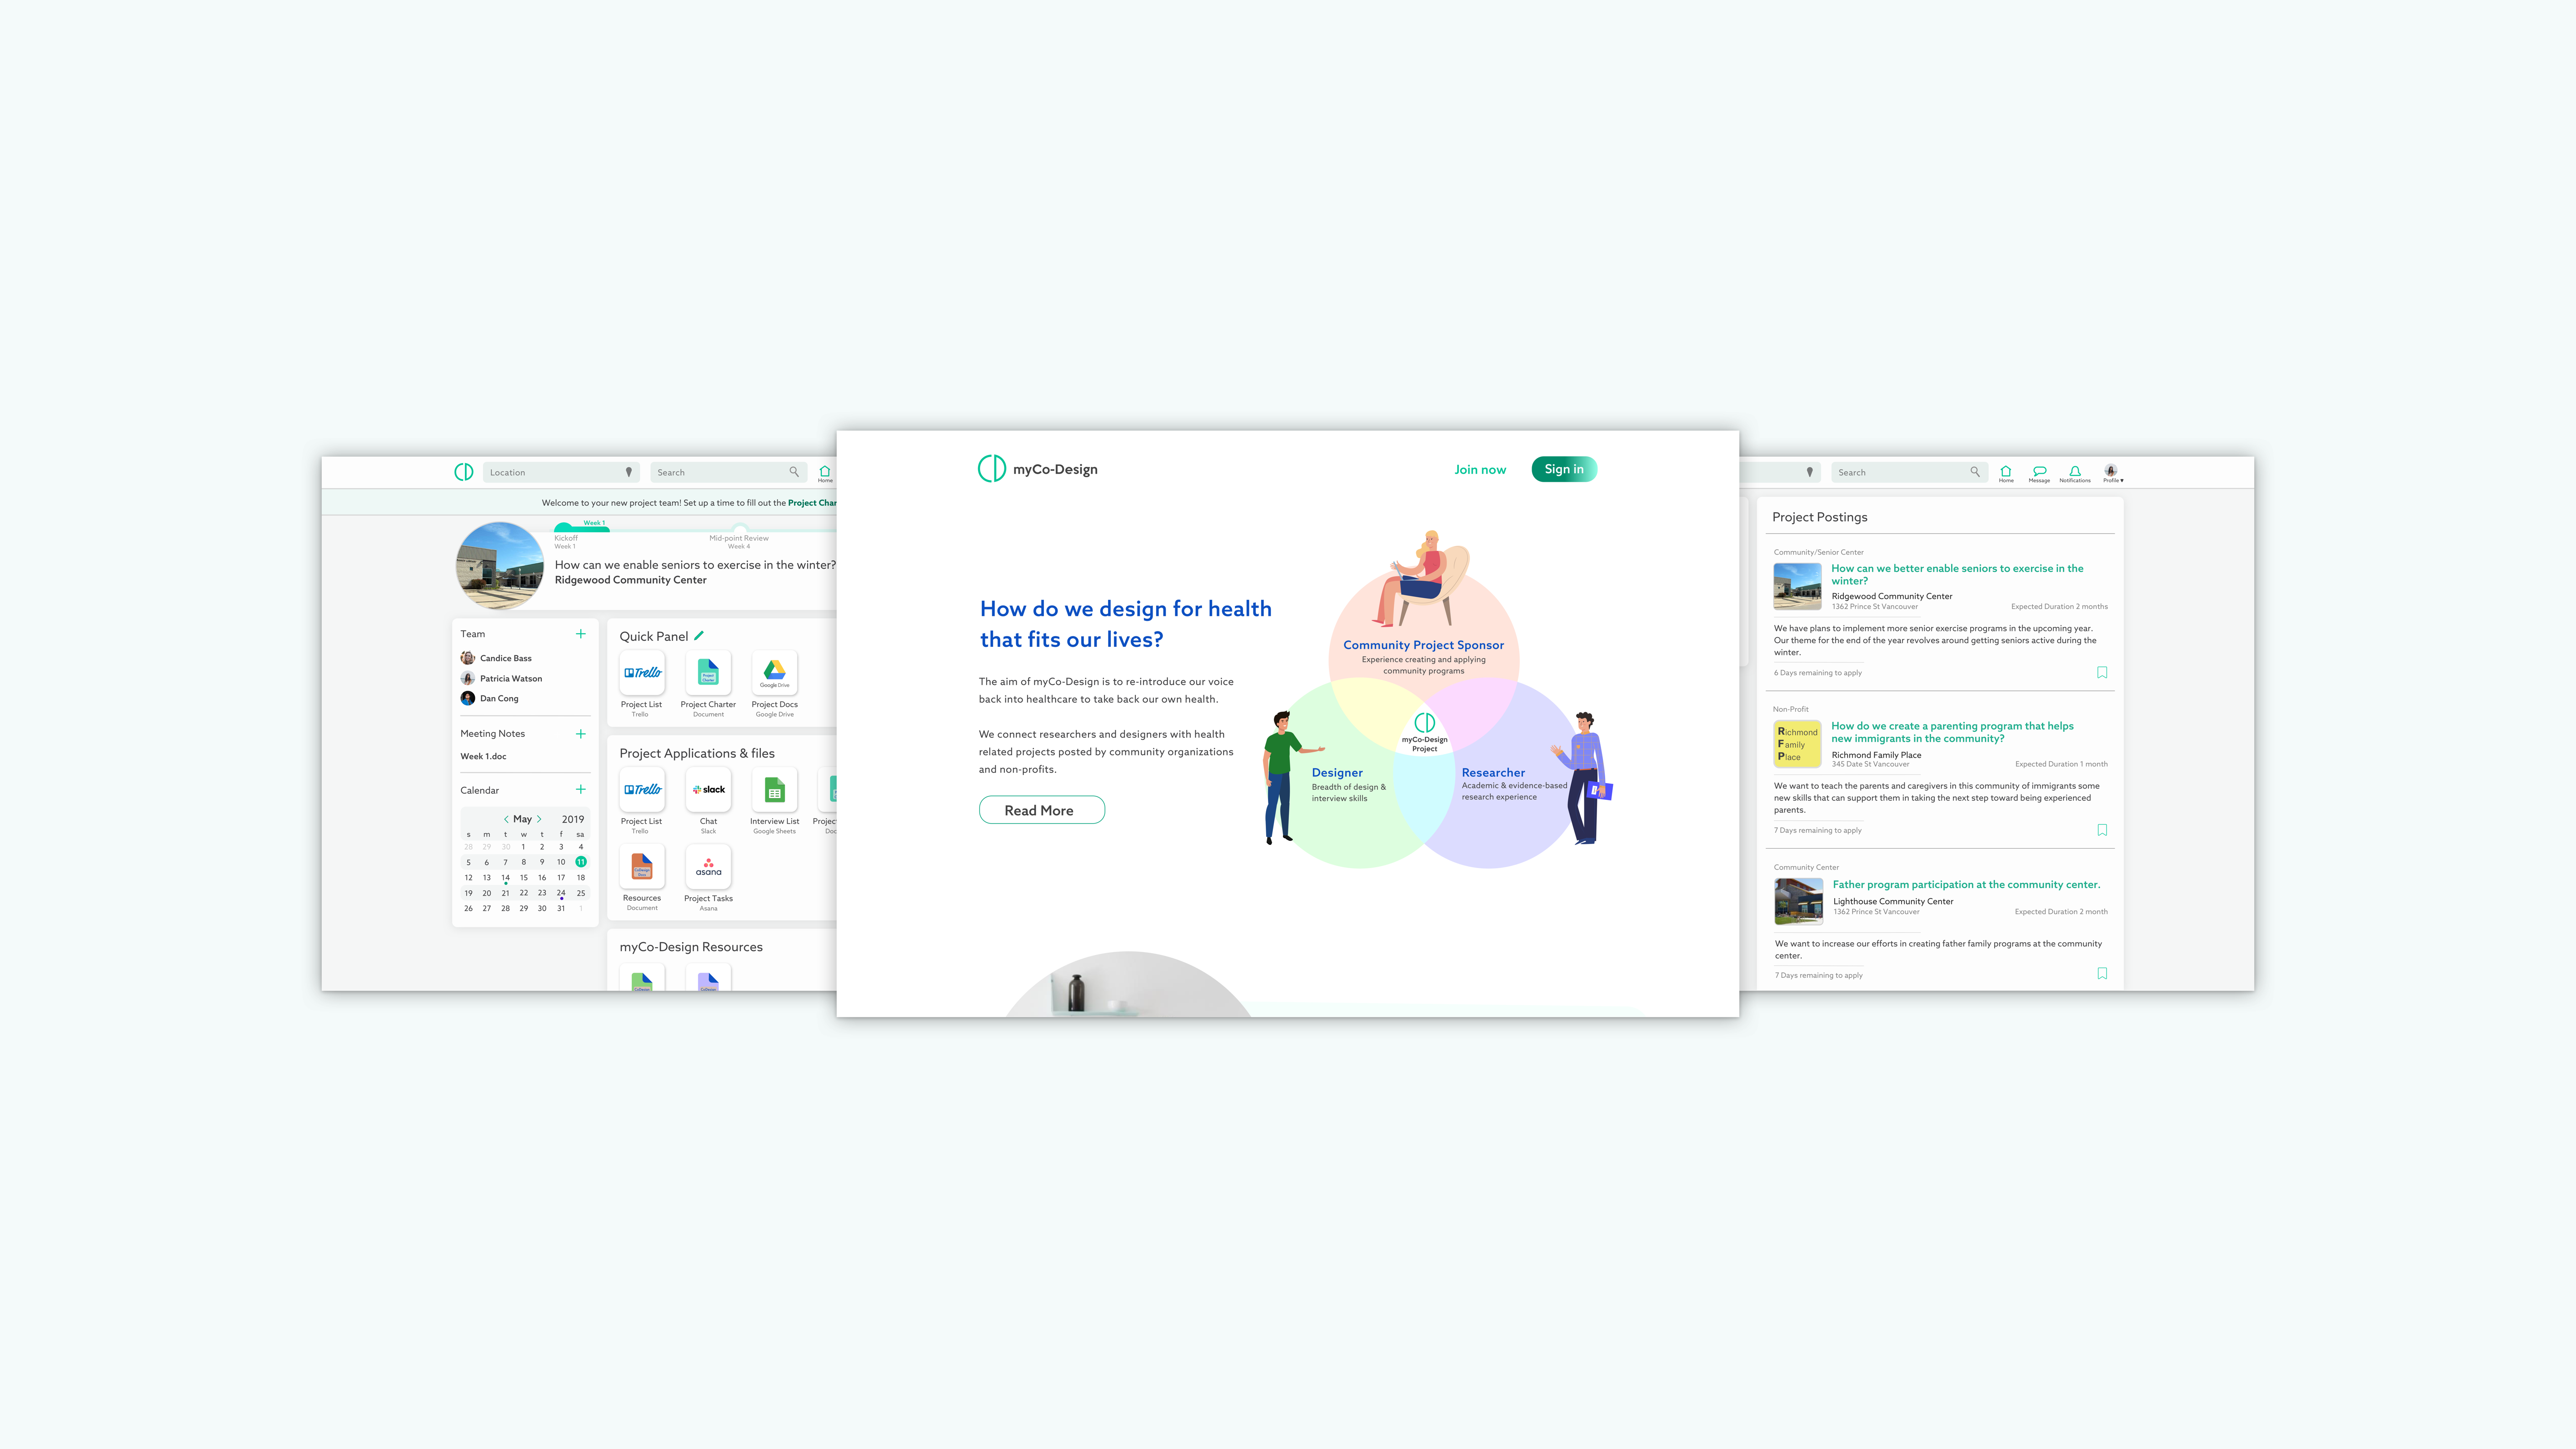 Location
Search
Home
Welcome to your new project team! Set up a time to fill out the Project Char
Week 1
Kickoff
Week 1
Mid-point Review
Week 4
How can we enable seniors to exercise in the winter?
Ridgewood Community Center
Team
Candice Bass
Patricia Watson
Dan Cong
Meeting Notes
Week 1.doc
Calendar
May 2019
s m t w t f sa
28 29 30 1 2 3 4
5 6 7 8 9 10 11
12 13 14 15 16 17 18
19 20 21 22 23 24 25
26 27 28 29 30 31 1
Quick Panel
Trello
Project Charter
Google Drive
Project List
Trello
Project Charter
Document
Project Docs
Google Drive
Project Applications & files
Trello
slack
Project List
Trello
Chat
Slack
Interview List
Google Sheets
Projec
Doc
asana
Resources
Document
Project Tasks
Asana
myCo-Design Resources
myCo-Design
Join now
Sign in
How do we design for health
that fits our lives?
The aim of myCo-Design is to re-introduce our voice
back into healthcare to take back our own health.
We connect researchers and designers with health
related projects posted by community organizations
and non-profits.
Read More
Community Project Sponsor
Experience creating and applying
community programs
myCo-Design
Project
Designer
Breadth of design &
interview skills
Researcher
Academic & evidence-based
research experience
Search
Home
Message
Notifications
Profile ▾
Project Postings
Community/Senior Center
How can we better enable seniors to exercise in the
winter?
Ridgewood Community Center
1362 Prince St Vancouver
Expected Duration 2 months
We have plans to implement more senior exercise programs in the upcoming year.
Our theme for the end of the year revolves around getting seniors active during the
winter.
6 Days remaining to apply
Non-Profit
Richmond
Family
Place
How do we create a parenting program that helps
new immigrants in the community?
Richmond Family Place
345 Date St Vancouver
Expected Duration 1 month
We want to teach the parents and caregivers in this community of immigrants some
new skills that can support them in taking the next step toward being experienced
parents.
7 Days remaining to apply
Community Center
Father program participation at the community center.
Lighthouse Community Center
1362 Prince St Vancouver
Expected Duration 2 month
We want to increase our efforts in creating father family programs at the community
center.
7 Days remaining to apply